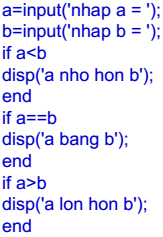 a=input('nhap a = ');
b=input('nhap b = ');
if a<b
disp('a nho hon b');
end
if a==b
disp('a bang b');
end
if a>b
disp('a lon hon b');
end